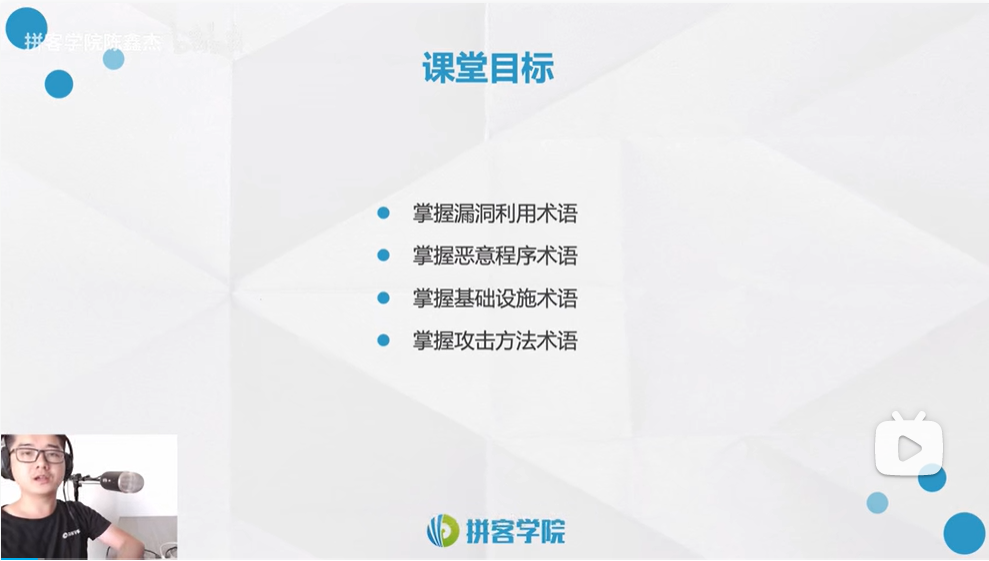 拼客学院陈鑫杰
课堂目标
掌握漏洞利用术语
掌握恶意程序术语
掌握基础设施术语
掌握攻击方法术语
拼客学院